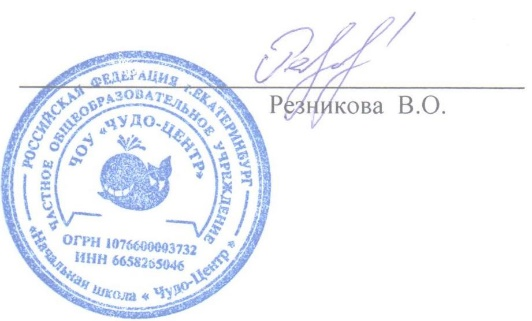 Резникова В.О.
РОССИЙСКАЯ ФЕДЕРАЦИЯ г.ЕКАТЕРИНБУРГ
ЧАСТНОЕ ОБЩЕОБРАЗОВАТЕЛЬНОЕ УЧРЕЖДЕНИЕ
ЧОУ «ЧУДО-ЦЕНТР»
ОГРН 1076600003732
ИНН 6658265046
«Начальная школа « Чудо-Центр»